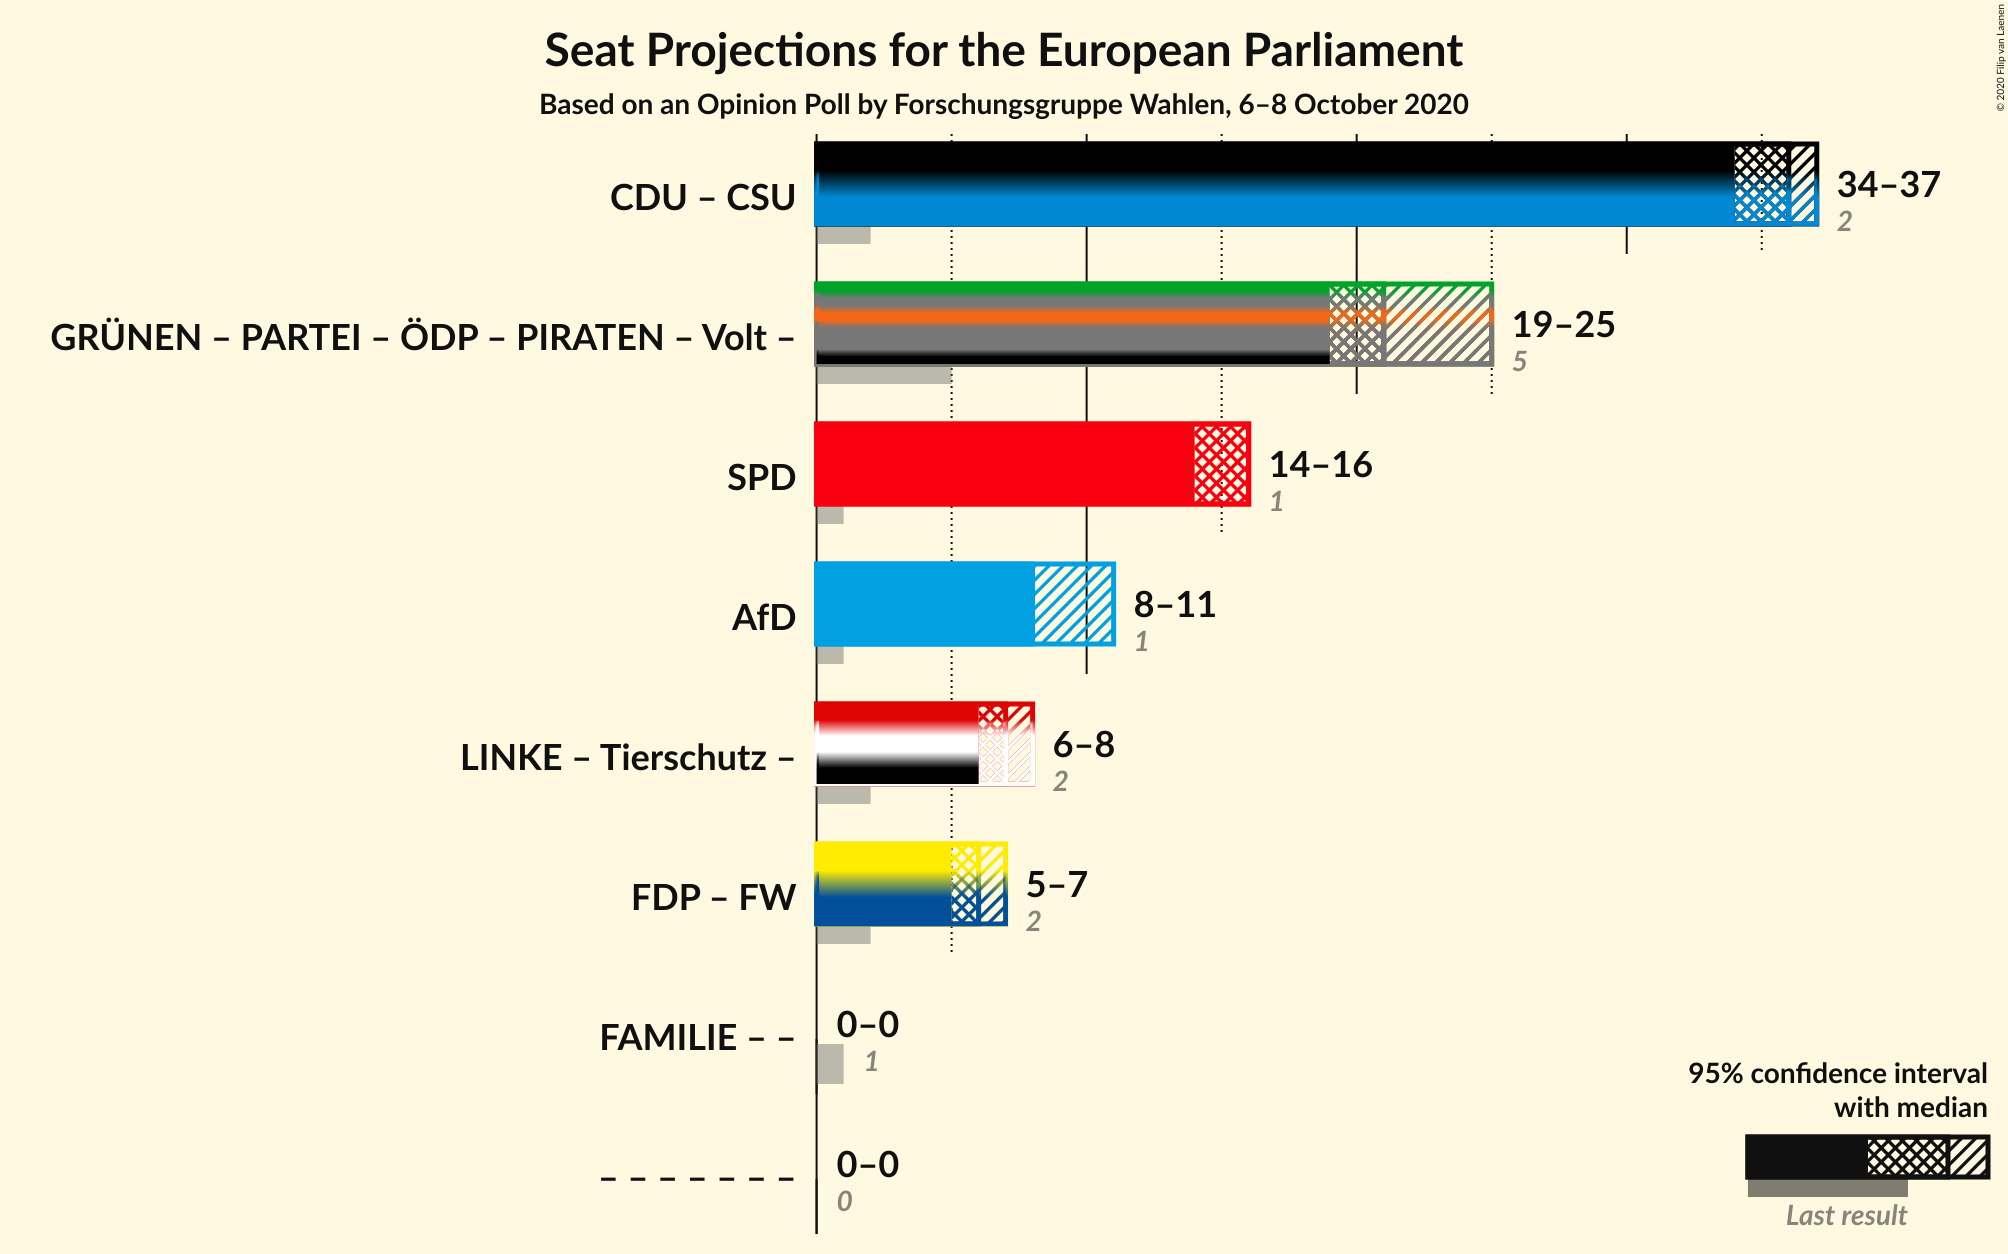 Seat Projections for the European Parliament
Based on an Opinion Poll by Forschungsgruppe Wahlen, 6–8 October 2020
© 2020 Filip van Laenen
CDU – CSU
34–37
2
GRÜNEN – PARTEI – ÖDP – PIRATEN – Volt –
19–25
5
SPD
14–16
1
AfD
8–11
1
LINKE – Tierschutz –
6–8
2
FDP – FW
5–7
2
FAMILIE – –
0–0
1
– – – – – – –
0–0
0
95% confidence interval
with median
Last result